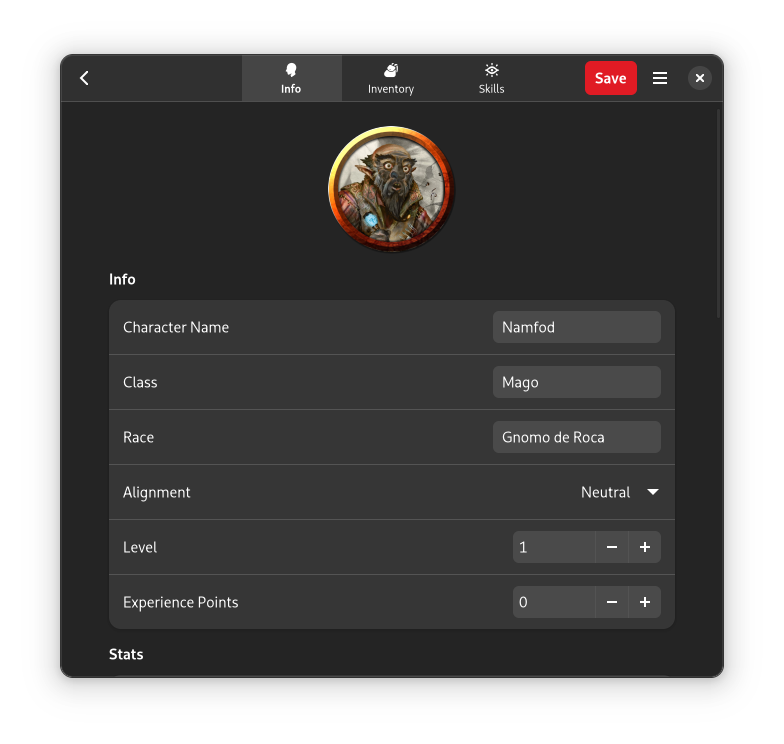 Info
Inventory
Skills
Save
Info
Character Name
Namfod
Class
Mago
Race
Gnomo de Roca
Alignment
Neutral
Level
1
Experience Points
0
Stats